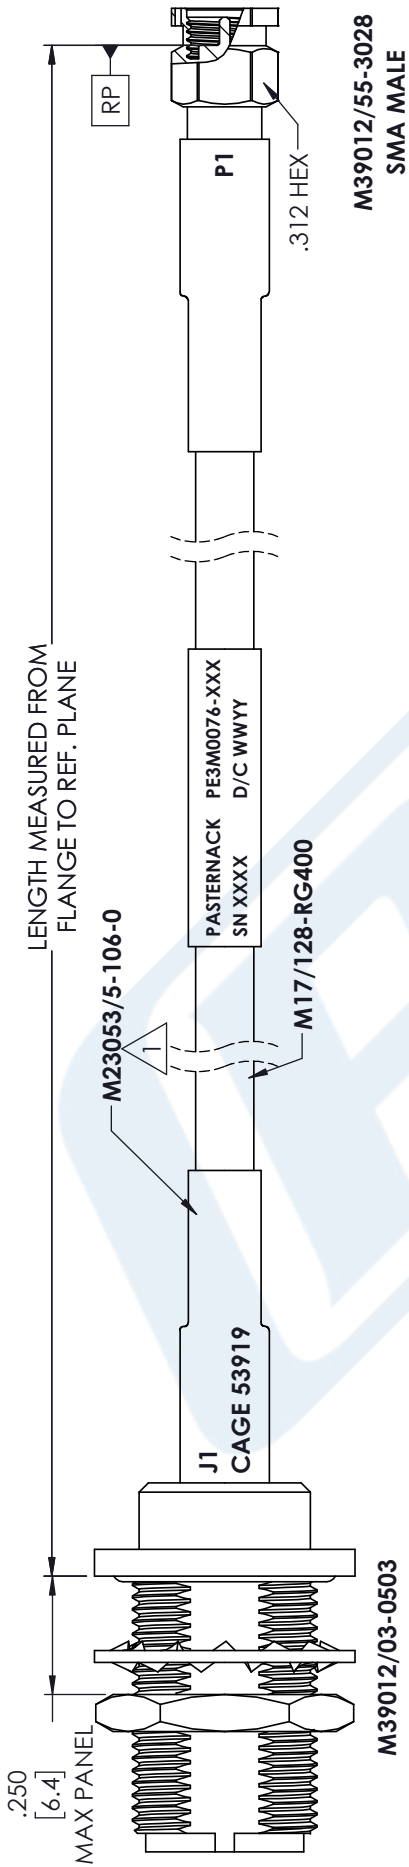 .250
[6.4]
MAX PANEL
LENGTH MEASURED FROM
FLANGE TO REF. PLANE
RP
M23053/5-106-0
1
J1
CAGE 53919
PASTERNACK PE3M0076-XXX
SN XXXX D/C WWYY
P1
.312 HEX
M17/128-RG400
M39012/03-0503
M39012/55-3028
SMA MALE